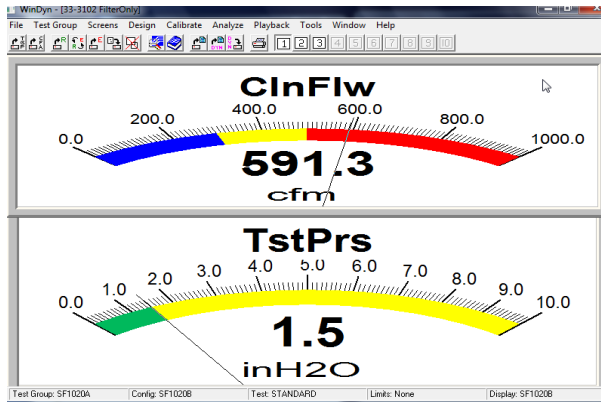 WinDyn - [33-3102 FilterOnly]
File Test Group Screens Design Calibrate Analyze Playback Tools Window Help
1 2 3 4 5 6 7 8 9 10
ClnFlw
0.0 200.0 400.0 600.0 800.0 1000.0
591.3
cfm
TstPrs
0.0 1.0 2.0 3.0 4.0 5.0 6.0 7.0 8.0 9.0 10.0
1.5
inH2O
Test Group: SF1020A Config: SF1020B Test: STANDARD Limits: None Display: SF1020B